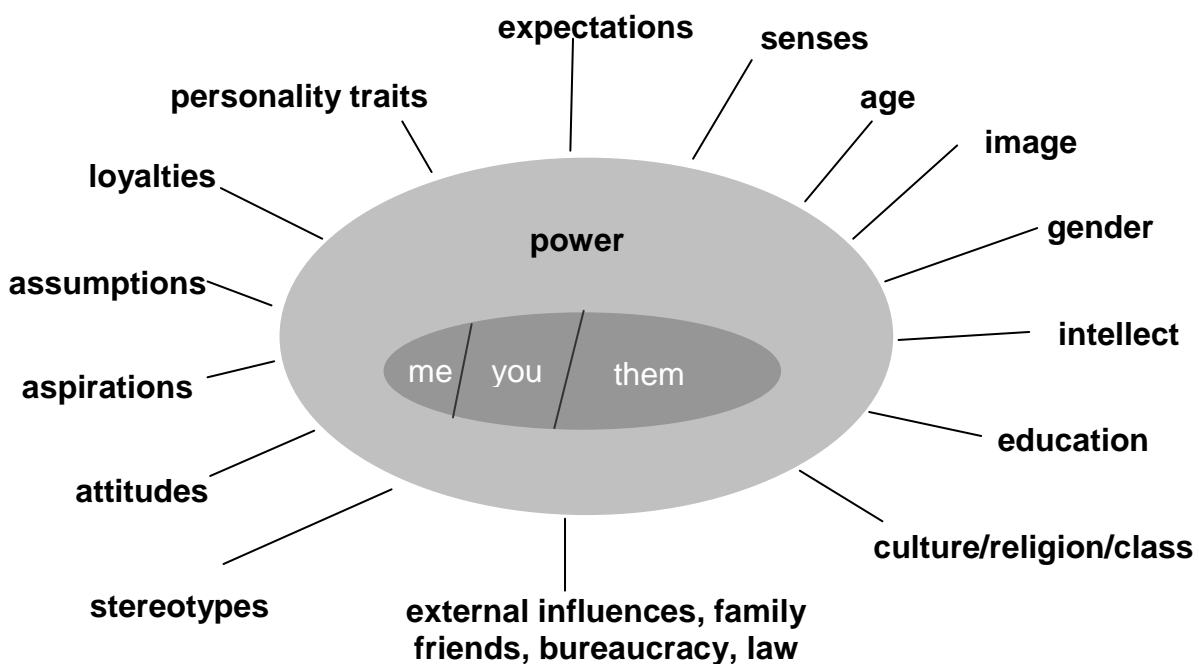 expectations
senses
personality traits
age
image
loyalties
gender
power
assumptions
intellect
me you them
aspirations
education
attitudes
culture/religion/class
stereotypes
external influences, family
friends, bureaucracy, law